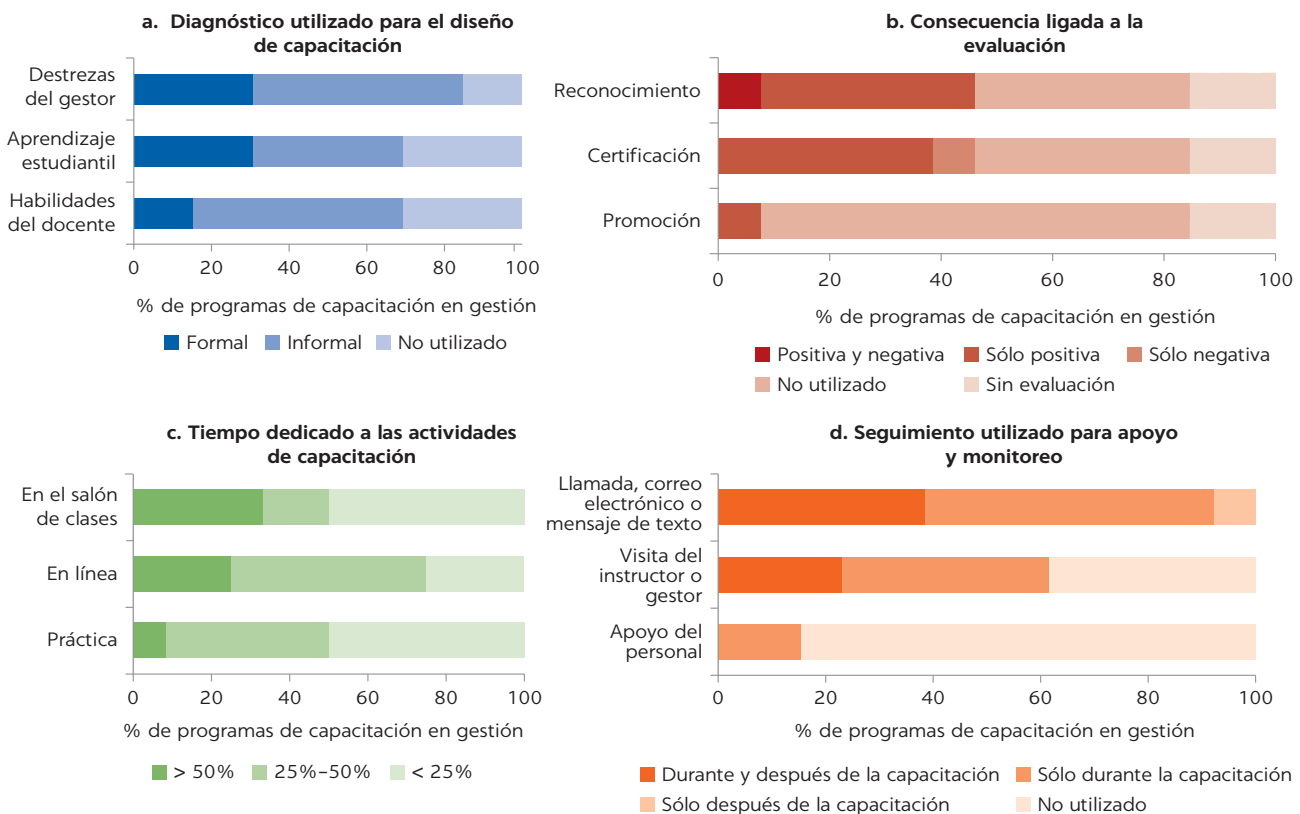 a. Diagnóstico utilizado para el diseño
de capacitación
Destrezas
del gestor
Aprendizaje
estudiantil
Habilidades
del docente
0 20 40 60 80 100
% de programas de capacitación en gestión
Formal Informal No utilizado
b. Consecuencia ligada a la
evaluación
Reconocimiento
Certificación
Promoción
0 20 40 60 80 100
% de programas de capacitación en gestión
Positiva y negativa Sólo positiva Sólo negativa
No utilizado Sin evaluación
c. Tiempo dedicado a las actividades
de capacitación
En el salón
de clases
En línea
Práctica
0 20 40 60 80 100
% de programas de capacitación en gestión
> 50% 25%–50% < 25%
d. Seguimiento utilizado para apoyo
y monitoreo
Llamada, correo
electrónico o
mensaje de texto
Visita del
instructor o
gestor
Apoyo del
personal
0 20 40 60 80 100
% de programas de capacitación en gestión
Durante y después de la capacitación Sólo durante la capacitación
Sólo después de la capacitación No utilizado